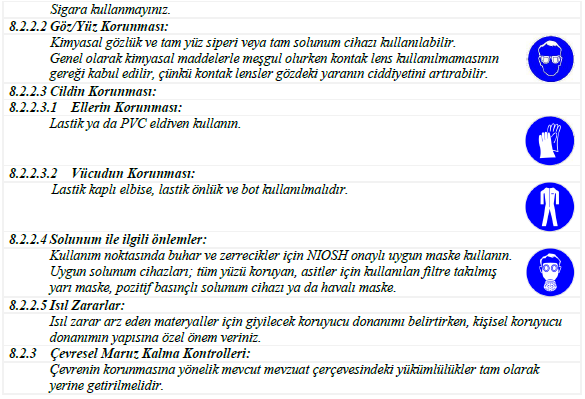 Sigara kullanmayınız.
8.2.2.2 Göz/Yüz Korunması:
Kimyasal gözlük ve tam yüz siperi veya tam solunum cihazı kullanılabilir.
Genel olarak kimyasal maddelerle meşgul olurken kontak lens kullanılmamasının
gereği kabul edilir, çünkü kontak lensler gözdeki yaranın ciddiyetini artırabilir.
8.2.2.3 Cildin Korunması:
8.2.2.3.1 Ellerin Korunması:
Lastik ya da PVC eldiven kullanın.
8.2.2.3.2 Vücudun Korunması:
Lastik kaplı elbise, lastik önlük ve bot kullanılmalıdır.
8.2.2.4 Solunum ile ilgili önlemler:
Kullanım noktasında buhar ve zerrecikler için NIOSH onaylı uygun maske kullanın.
Uygun solunum cihazları; tüm yüzü koruyan, asitler için kullanılan filtre takılmış
yarı maske, pozitif basınçlı solunum cihazı ya da havalı maske.
8.2.2.5 Isıl Zararlar:
Isıl zarar arz eden materyaller için giyilecek koruyucu donanımı belirtirken, kişisel koruyucu
donanımın yapısına özel önem veriniz.
8.2.3 Çevresel Maruz Kalma Kontrolleri:
Çevrenin korunmasına yönelik mevcut mevzuat çerçevesindeki yükümlülükler tam olarak
yerine getirilmelidir.